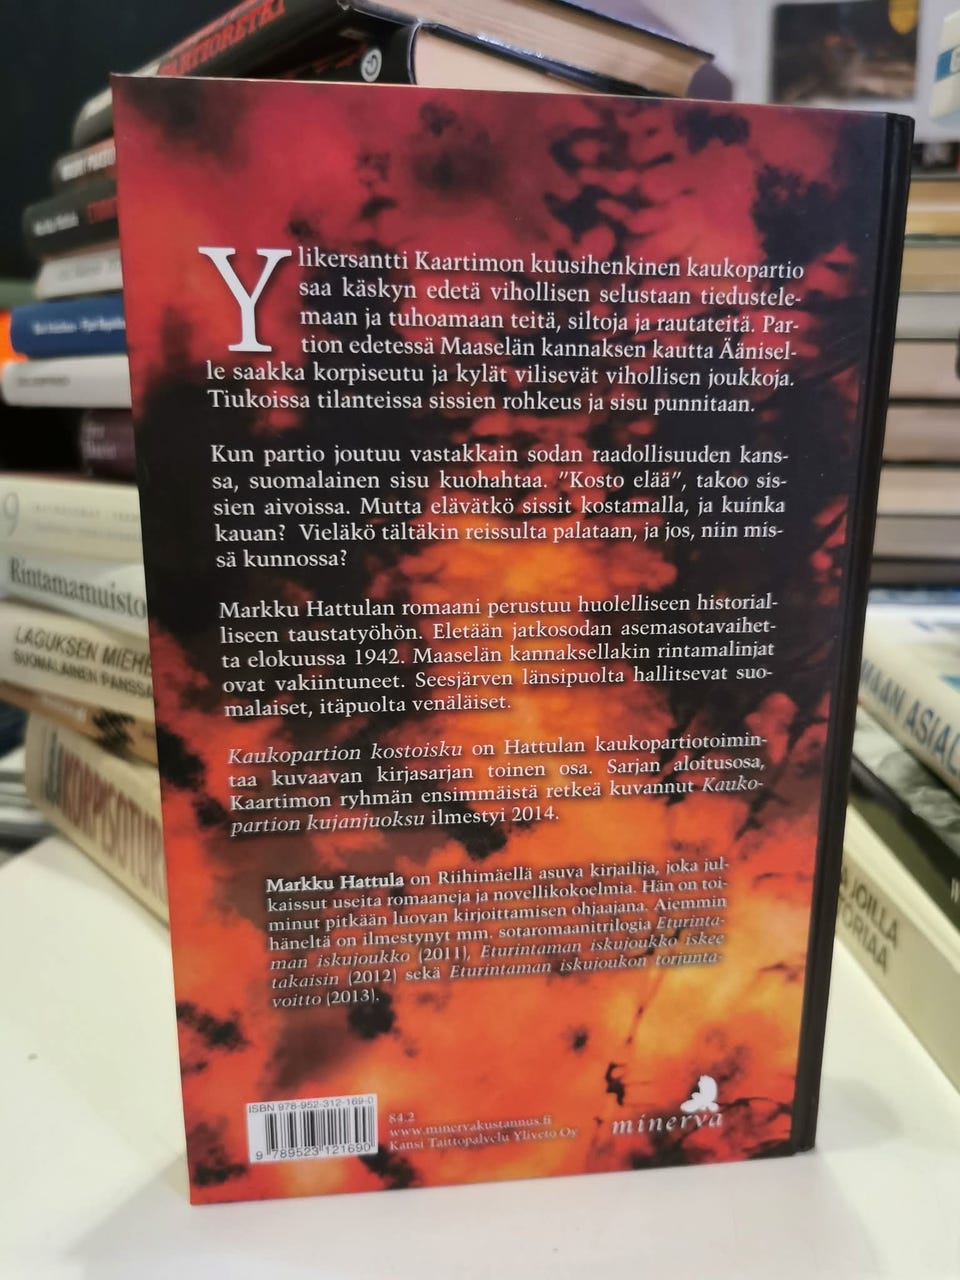 PARTIORETKI
Ylikersantti Kaartimon kuusihenkinen kaukopartio
saa käskyn edetä vihollisen selustaan tiedustele-
maan ja tuhoamaan teitä, siltoja ja rautateitä. Par-
tion edetessä Maaselän kannaksen kautta Äänisel-
le saakka korpiseutu ja kylät vilisevät vihollisen joukkoja.
Tiukoissa tilanteissa sissien rohkeus ja sisu punnitaan.
Kun partio joutuu vastakkain sodan raadollisuuden kans-
sa, suomalainen sisu kuohahtaa. ”Kosto elää”, takoo sis-
sien aivoissa. Mutta elävätkö sissit kostamalla, ja kuinka
kauan? Vieläkö tältäkin reissulta palataan, ja jos, niin mis-
sä kunnossa?
Markku Hattulan romaani perustuu huolelliseen historial-
liseen taustatyöhön. Eletään jatkosodan asemasotavaihet-
ta elokuussa 1942. Maaselän kannaksellakin rintamalinjat
ovat vakiintuneet. Seesjärven länsipuolta hallitsevat suo-
malaiset, itäpuolta venäläiset.
Kaukopartion kostoisku on Hattulan kaukopartiotoimin-
taa kuvaavan kirjasarjan toinen osa. Sarjan aloitusosa,
Kaartimon ryhmän ensimmäistä retkeä kuvannut Kauko-
partion kujanjuoksu ilmestyi 2014.
Markku Hattula on Riihimäellä asuva kirjailija, joka jul-
kaissut useita romaaneja ja novellikokoelmia. Hän on toi-
minut pitkään luovan kirjoittamisen ohjaajana. Aiemmin
häneltä on ilmestynyt mm. sotaromaanitrilogia Eturinta-
man iskujoukko (2011), Eturintaman iskujoukko iskee
takaisin (2012) sekä Eturintaman iskujoukon torjunta-
voitto (2013).
ISBN 978-952-312-169-0
9 789523 121690
84.2
www.minervakustannus.fi
Kansi Taittopalvelu Yliveto Oy
minerva
9
Rintamamuisto
LAGUKSEN MIEHE
SUOMALAINEN PANSSA
KORPISOTUR
MAAN ASIAL
AJOILLA